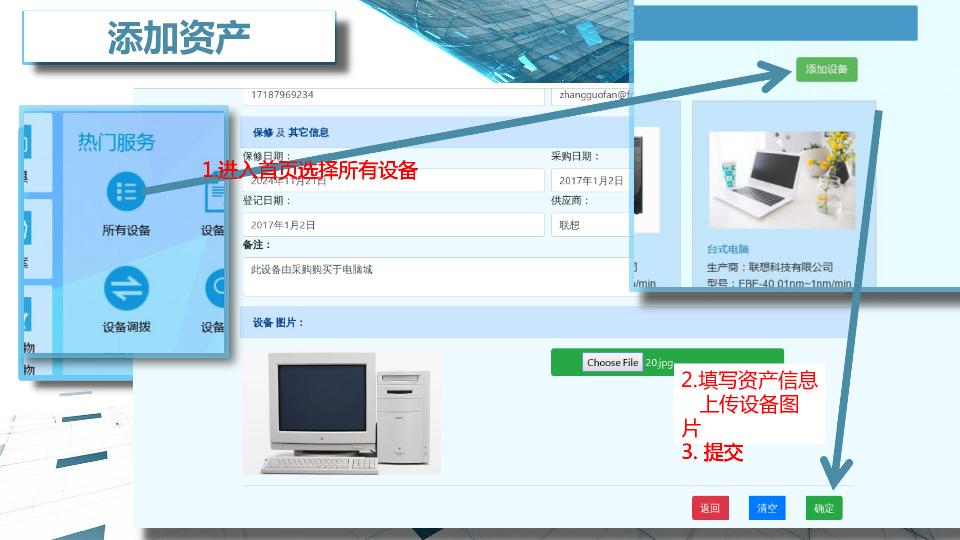 添加资产
添加设备
17187969234
zhangguofan@fo
热门服务
保修 及 其它信息
保修日期：
采购日期：
1.进入首页选择所有设备
2024年11月21日
2017年1月2日
登记日期：
供应商：
所有设备
设备
2017年1月2日
联想
备注：
台式电脑
此设备由采购购买于电脑城
生产商：联想科技有限公司
型号：FBE-40 01nm~1nm/min
/min
设备调拨
设备
设备 图片：
物
物
Choose File
20.jpg
2.填写资产信息
上传设备图
片
3. 提交
返回
清空
确定